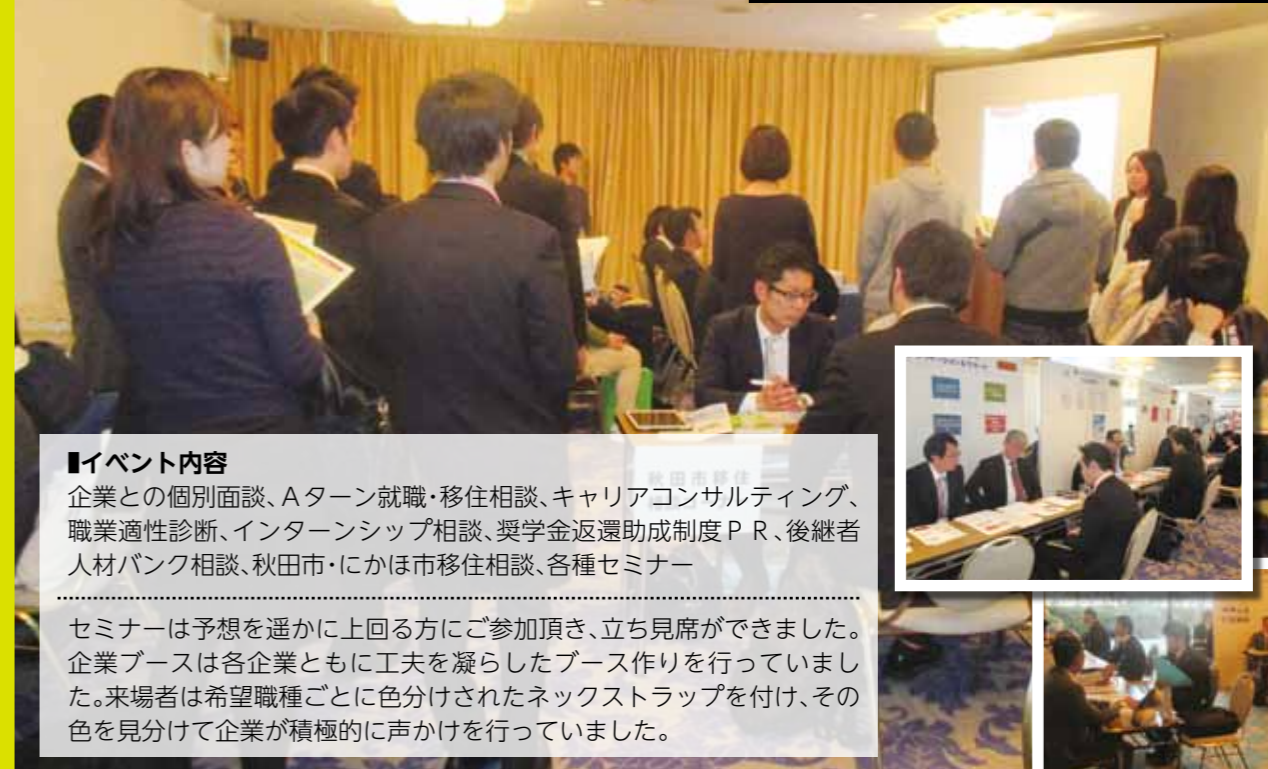 ■イベント内容
企業との個別面談、Aターン就職・移住相談、キャリアコンサルティング、
職業適性診断、インターンシップ相談、奨学金返還助成制度PR、後継者
人材バンク相談、秋田市・にかほ市移住相談、各種セミナー
セミナーは予想を遥かに上回る方にご参加頂き、立ち見席ができました。
企業ブースは各企業ともに工夫を凝らしたブース作りを行っていまし
た。来場者は希望職種ごとに色分けされたネックストラップを付け、その
色を見分けて企業が積極的に声かけを行っていました。
秋田市移住